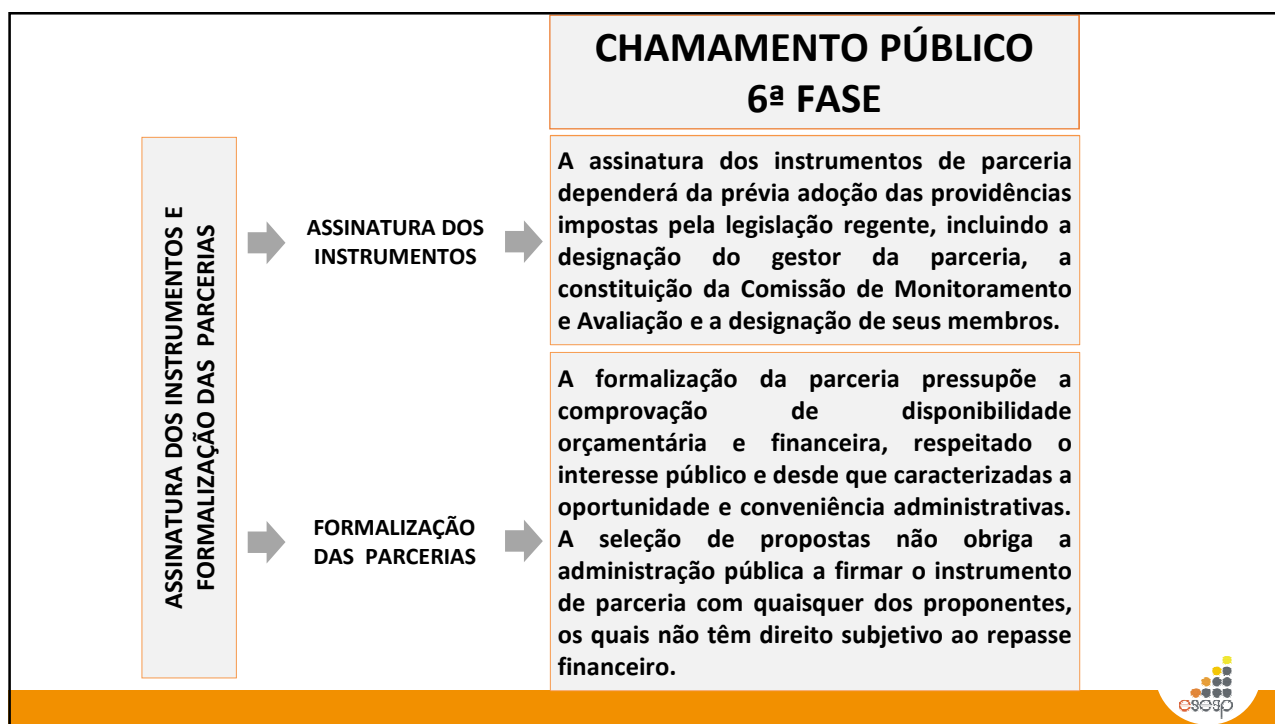 CHAMAMENTO PÚBLICO
6ª FASE
ASSINATURA DOS INSTRUMENTOS E
FORMALIZAÇÃO DAS PARCERIAS
ASSINATURA DOS
INSTRUMENTOS
A assinatura dos instrumentos de parceria
dependerá da prévia adoção das providências
impostas pela legislação regente, incluindo a
designação do gestor da parceria, a
constituição da Comissão de Monitoramento
e Avaliação e a designação de seus membros.
FORMALIZAÇÃO
DAS PARCERIAS
A formalização da parceria pressupõe a
comprovação de disponibilidade
orçamentária e financeira, respeitado o
interesse público e desde que caracterizadas a
oportunidade e conveniência administrativas.
A seleção de propostas não obriga a
administração pública a firmar o instrumento
de parceria com quaisquer dos proponentes,
os quais não têm direito subjetivo ao repasse
financeiro.
esesp